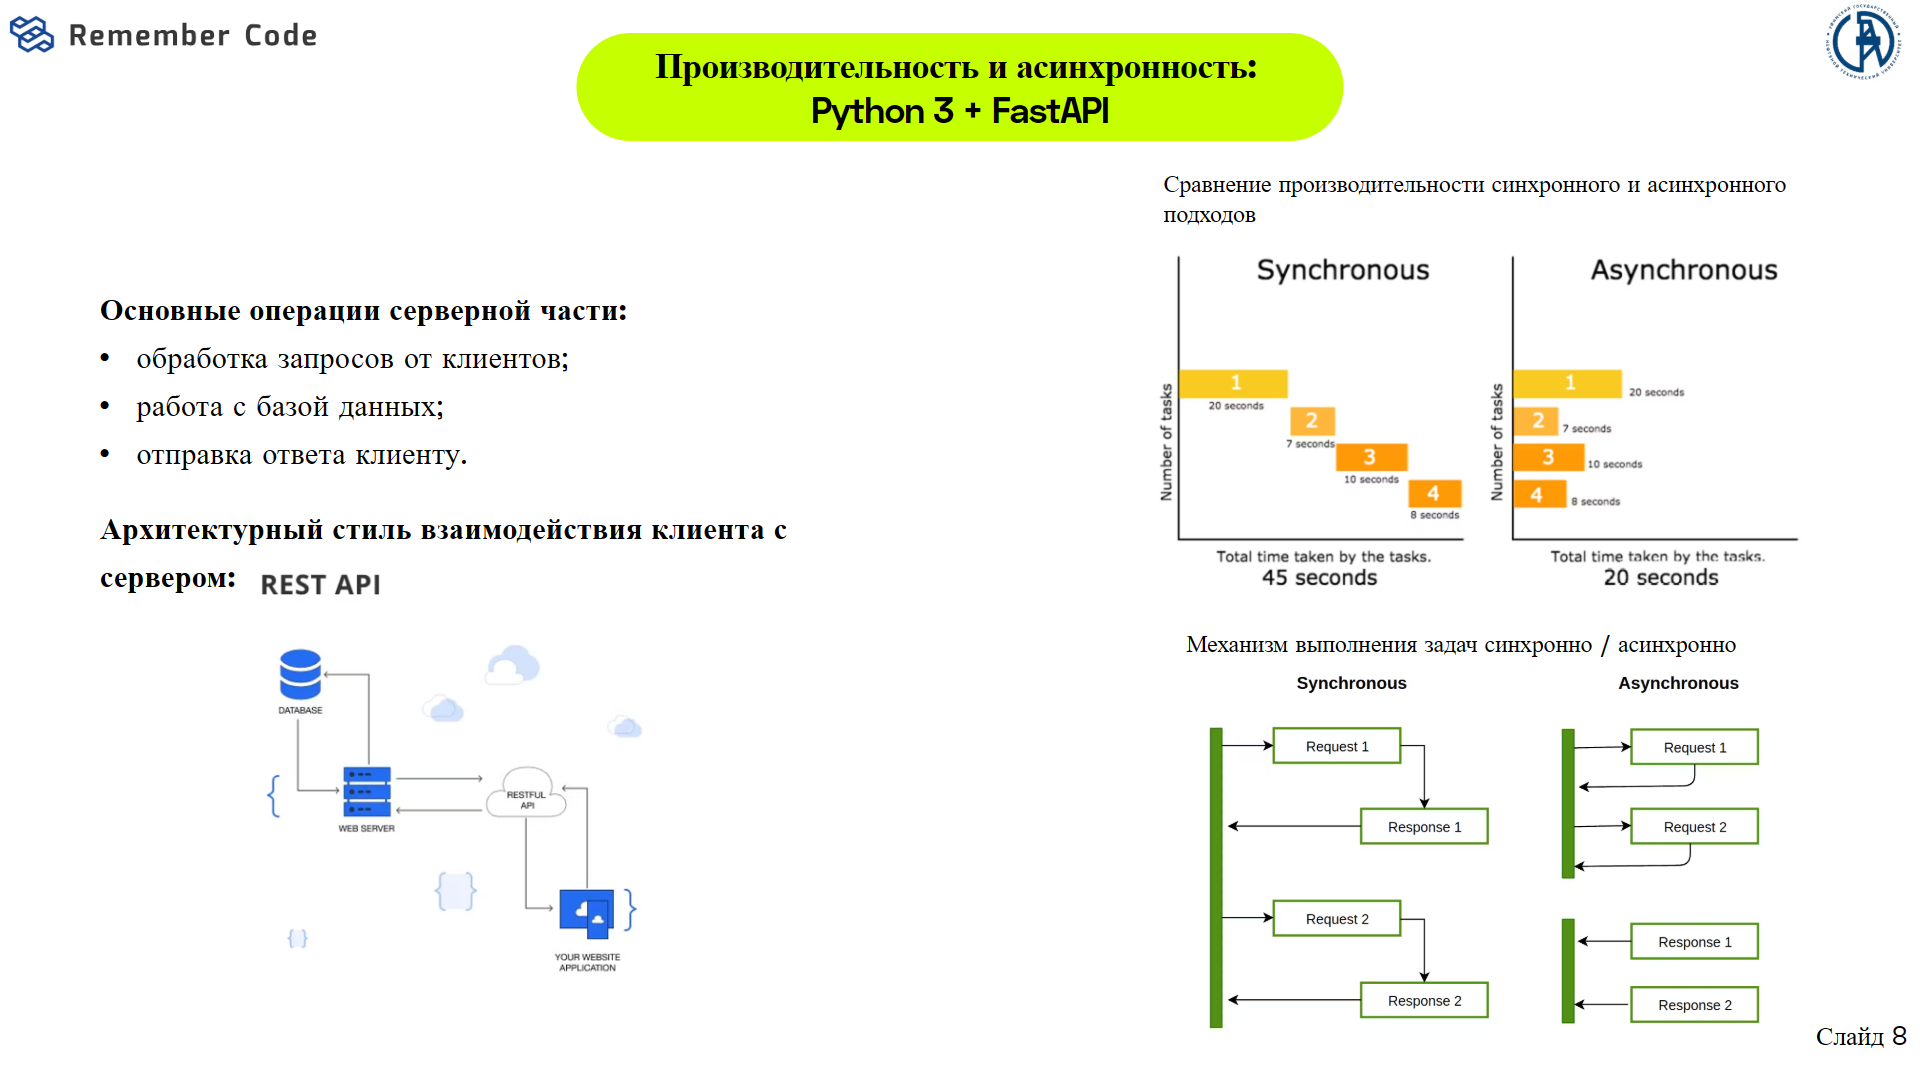 Remember Code
Производительность и асинхронность:
Python 3 + FastAPI
Основные операции серверной части:
• обработка запросов от клиентов;
• работа с базой данных;
• отправка ответа клиенту.
Архитектурный стиль взаимодействия клиента с
сервером:
REST API
DATABASE
WEB SERVER
RESTFUL
API
YOUR WEBSITE
APPLICATION
Сравнение производительности синхронного и асинхронного
подходов
Synchronous
Number of tasks
1
20 seconds
2
7 seconds
3
10 seconds
4
8 seconds
Total time taken by the tasks.
45 seconds
Asynchronous
Number of tasks
1
20 seconds
2
7 seconds
3
10 seconds
4
8 seconds
Total time taken by the tasks.
20 seconds
Механизм выполнения задач синхронно / асинхронно
Synchronous
Request 1
Response 1
Request 2
Response 2
Asynchronous
Request 1
Request 2
Response 1
Response 2
Слайд 8